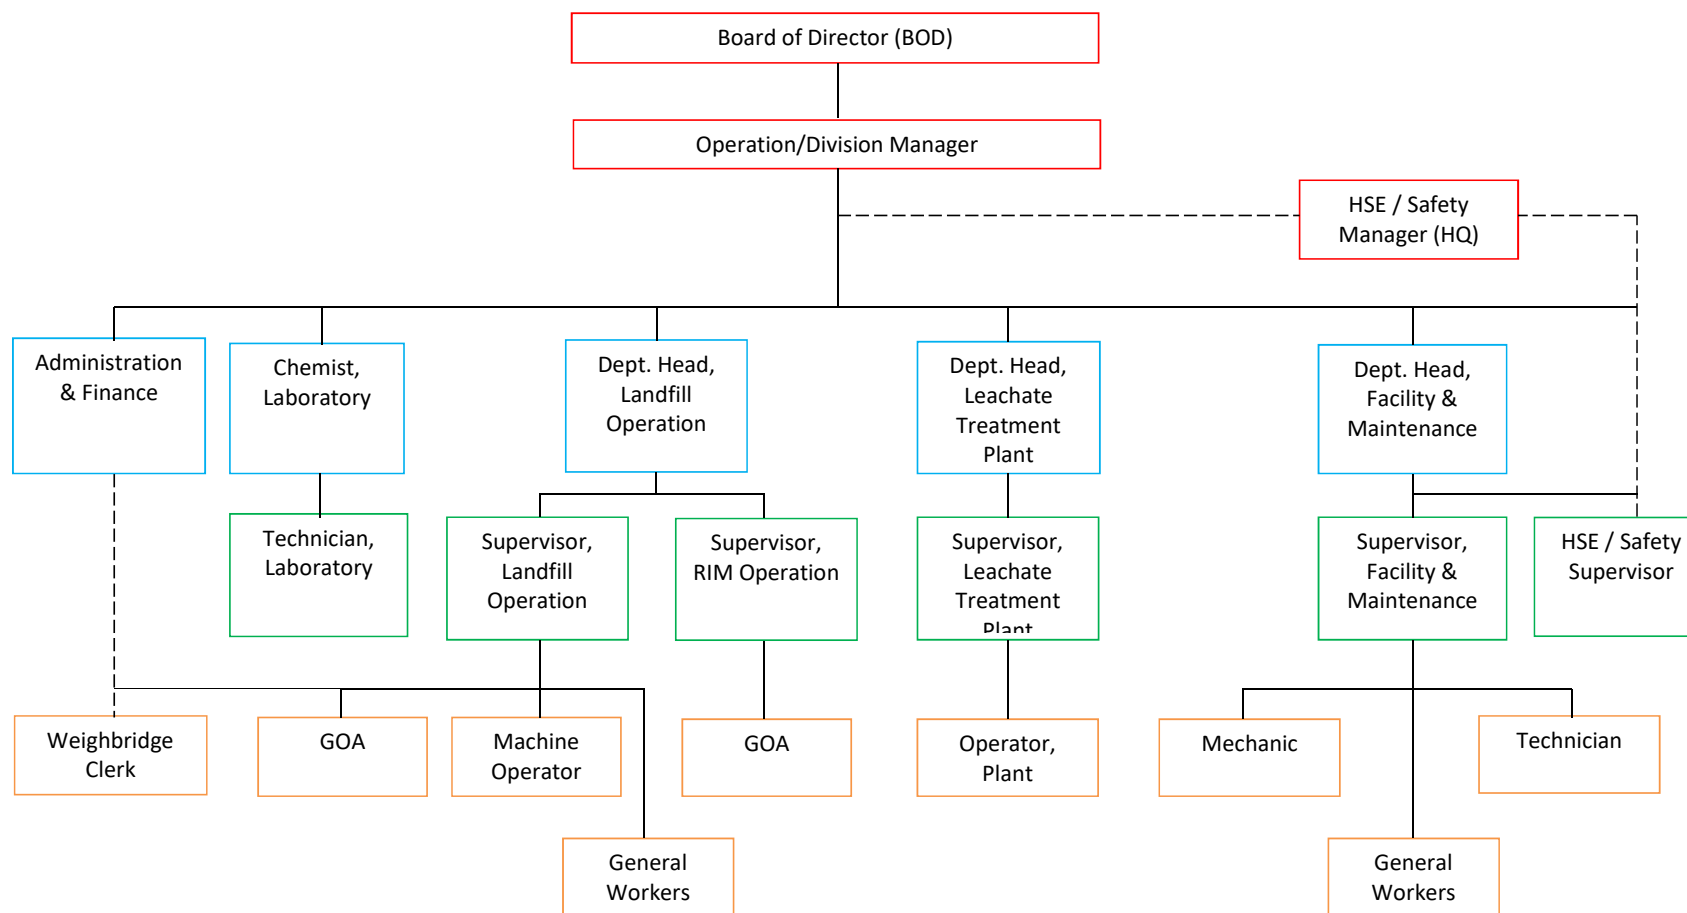 Board of Director (BOD)
Operation/Division Manager
HSE / Safety
Manager (HQ)
Administration
& Finance
Chemist,
Laboratory
Dept. Head,
Landfill
Operation
Dept. Head,
Leachate
Treatment
Plant
Dept. Head,
Facility &
Maintenance
Technician,
Laboratory
Supervisor,
Landfill
Operation
Supervisor,
RIM Operation
Supervisor,
Leachate
Treatment
Plant
Supervisor,
Facility &
Maintenance
HSE / Safety
Supervisor
Weighbridge
Clerk
GOA
Machine
Operator
GOA
Operator,
Plant
Mechanic
Technician
General
Workers
General
Workers